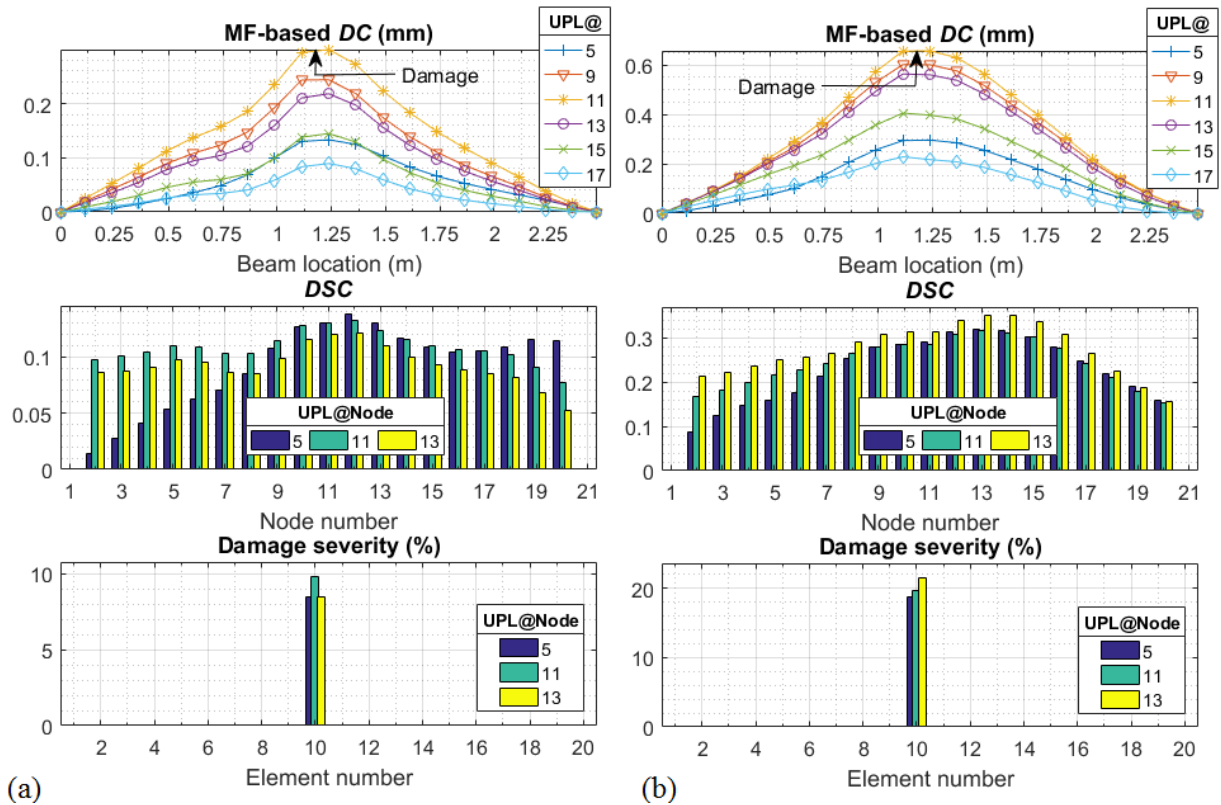 MF-based DC (mm)
UPL@
5
9
11
13
15
17
Damage
0.2
0.1
0
0 0.25 0.5 0.75 1 1.25 1.5 1.75 2 2.25
Beam location (m)
DSC
0.1
0.05
0
UPL@Node
5 11 13
1 3 5 7 9 11 13 15 17 19 21
Node number
Damage severity (%)
10
5
0
UPL@Node
5
11
13
2 4 6 8 10 12 14 16 18 20
Element number
(a)
MF-based DC (mm)
UPL@
5
9
11
13
15
17
Damage
0.6
0.4
0.2
0
0 0.25 0.5 0.75 1 1.25 1.5 1.75 2 2.25
Beam location (m)
DSC
0.3
0.2
0.1
0
UPL@Node
5 11 13
1 3 5 7 9 11 13 15 17 19 21
Node number
Damage severity (%)
20
10
0
UPL@Node
5
11
13
2 4 6 8 10 12 14 16 18 20
Element number
(b)